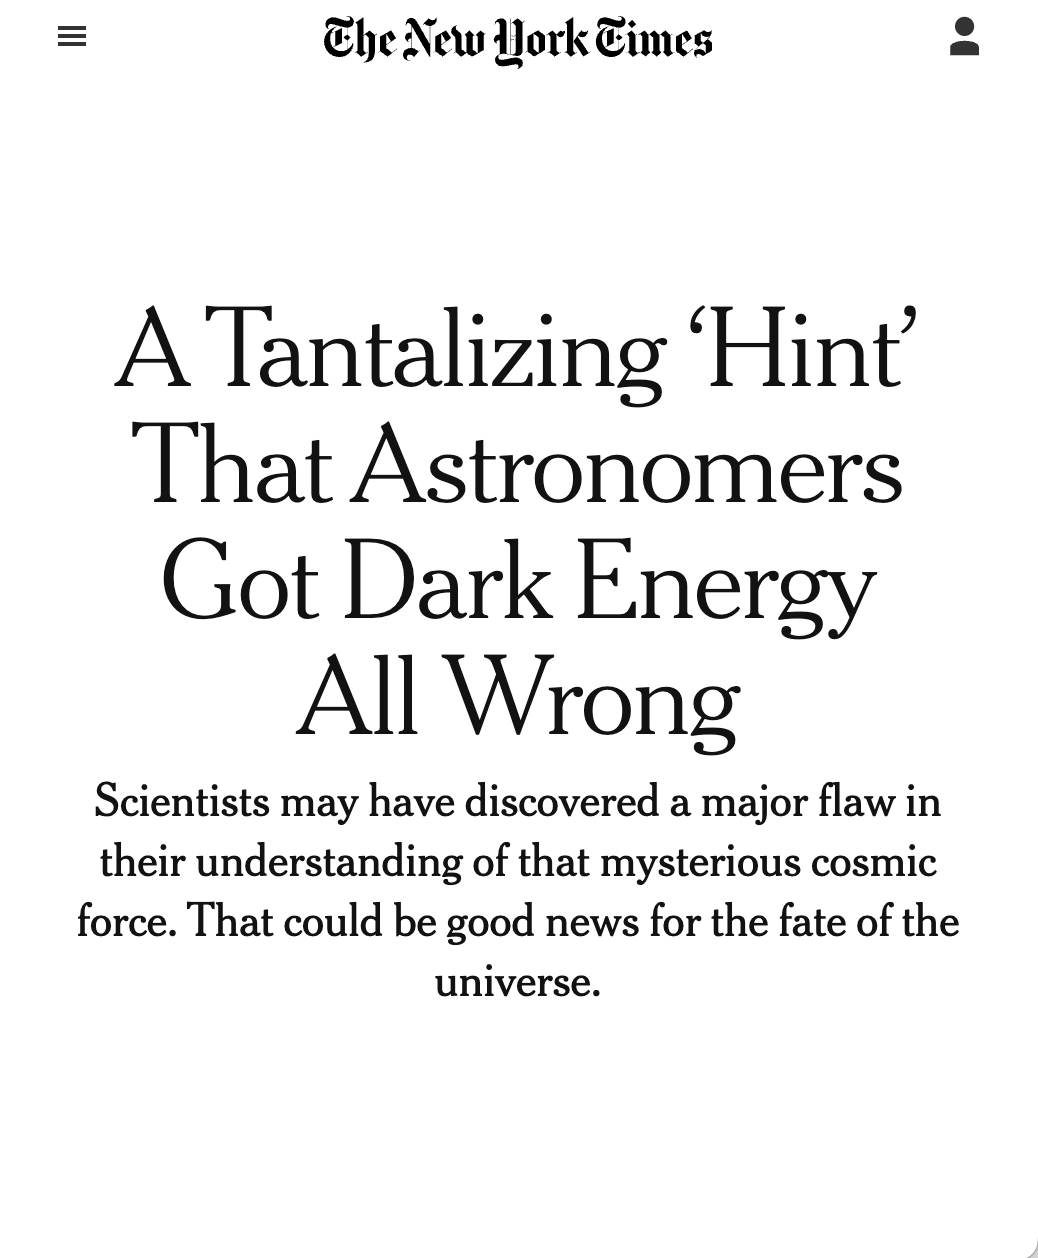 The New York Times
A Tantalizing ‘Hint’
That Astronomers
Got Dark Energy
All Wrong
Scientists may have discovered a major flaw in
their understanding of that mysterious cosmic
force. That could be good news for the fate of the
universe.